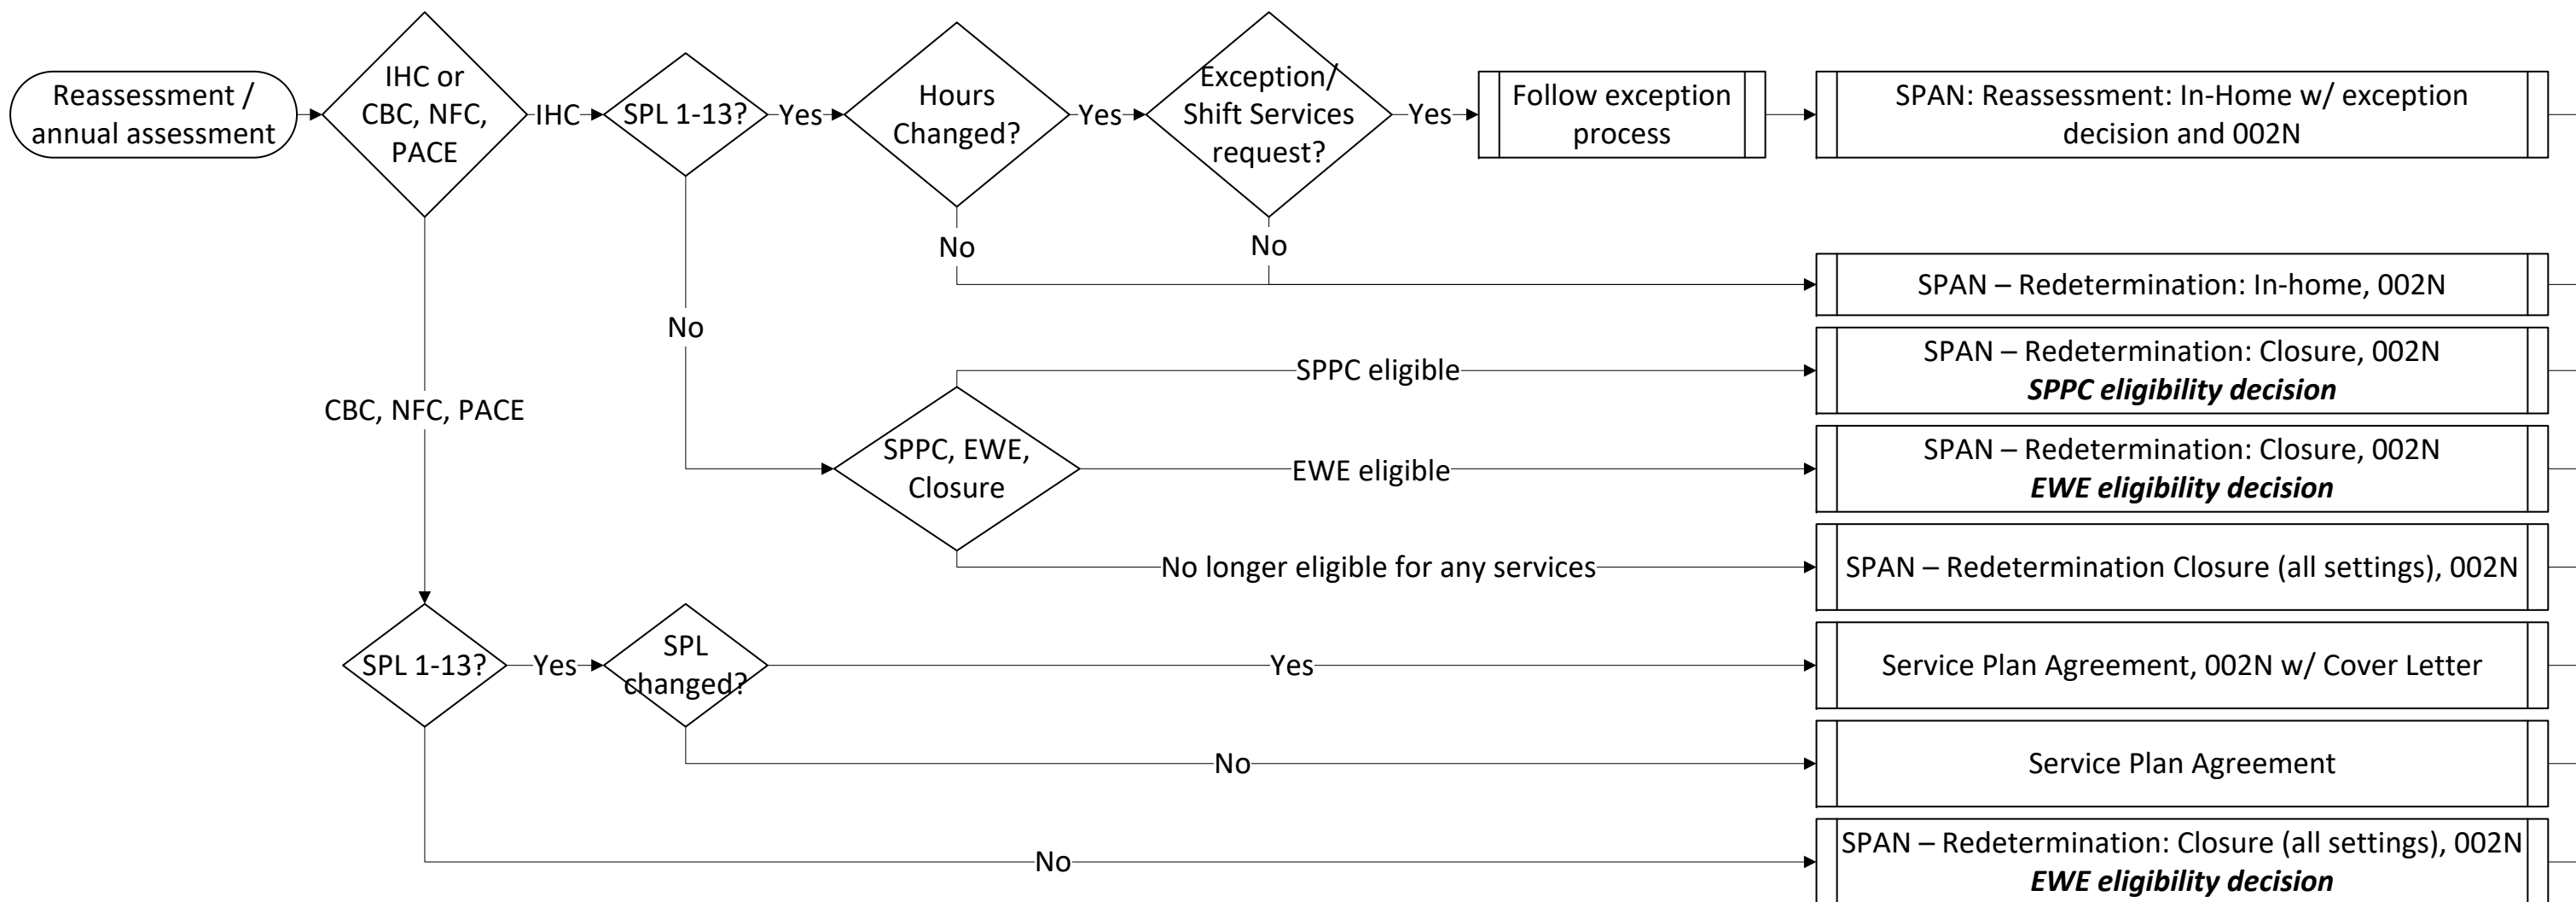 Reassessment /
annual assessment
IHC or
CBC, NFC,
PACE
IHC
SPL 1-13?
Yes
Hours
Changed?
Yes
Exception/
Shift Services
request?
Yes
Follow exception
process
SPAN: Reassessment: In-Home w/ exception
decision and 002N
No
No
SPAN – Redetermination: In-home, 002N
No
SPPC eligible
SPAN – Redetermination: Closure, 002N
SPPC eligibility decision
CBC, NFC, PACE
SPPC, EWE,
Closure
EWE eligible
SPAN – Redetermination: Closure, 002N
EWE eligibility decision
No longer eligible for any services
SPAN – Redetermination Closure (all settings), 002N
SPL 1-13?
Yes
SPL
changed?
Yes
Service Plan Agreement, 002N w/ Cover Letter
No
Service Plan Agreement
No
SPAN – Redetermination: Closure (all settings), 002N
EWE eligibility decision